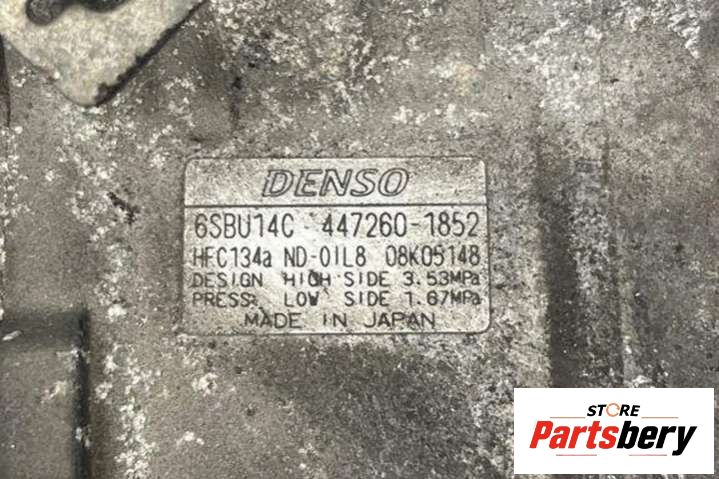 DENSO
6SBU14C 447260-1852
HFC134a ND-OIL8 08K05148
DESIGN HIGH SIDE 3.53MPa
PRESS. LOW SIDE 1.67MPa
MADE IN JAPAN
STORE
Partsbery